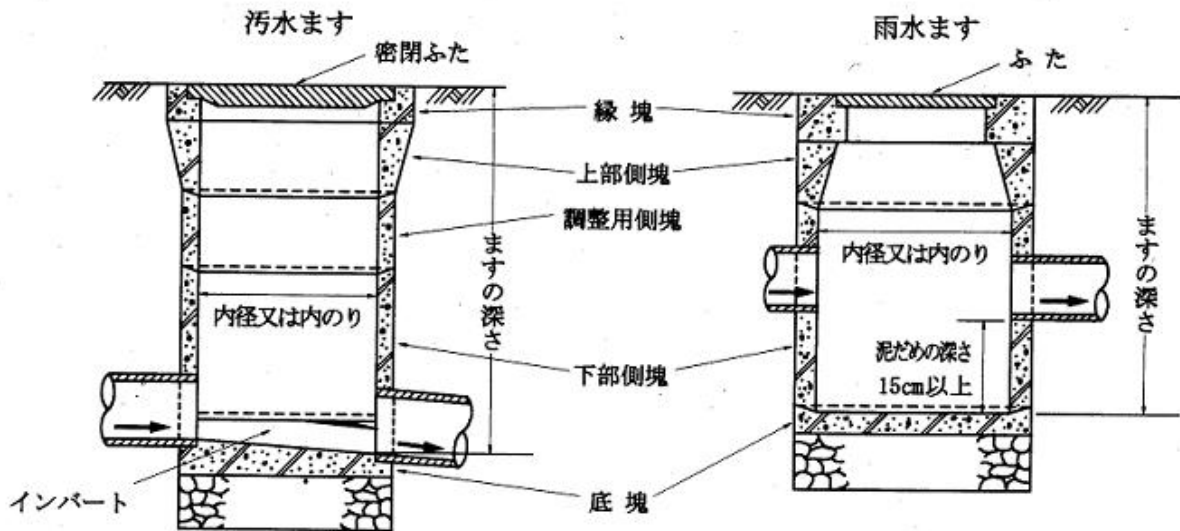 汚水ます
雨水ます
密閉ふた
ふた
縁塊
上部側塊
調整用側塊
ますの深さ
ますの深さ
内径又は内のり
内径又は内のり
泥だめの深さ
15cm以上
下部側塊
インバート
底塊